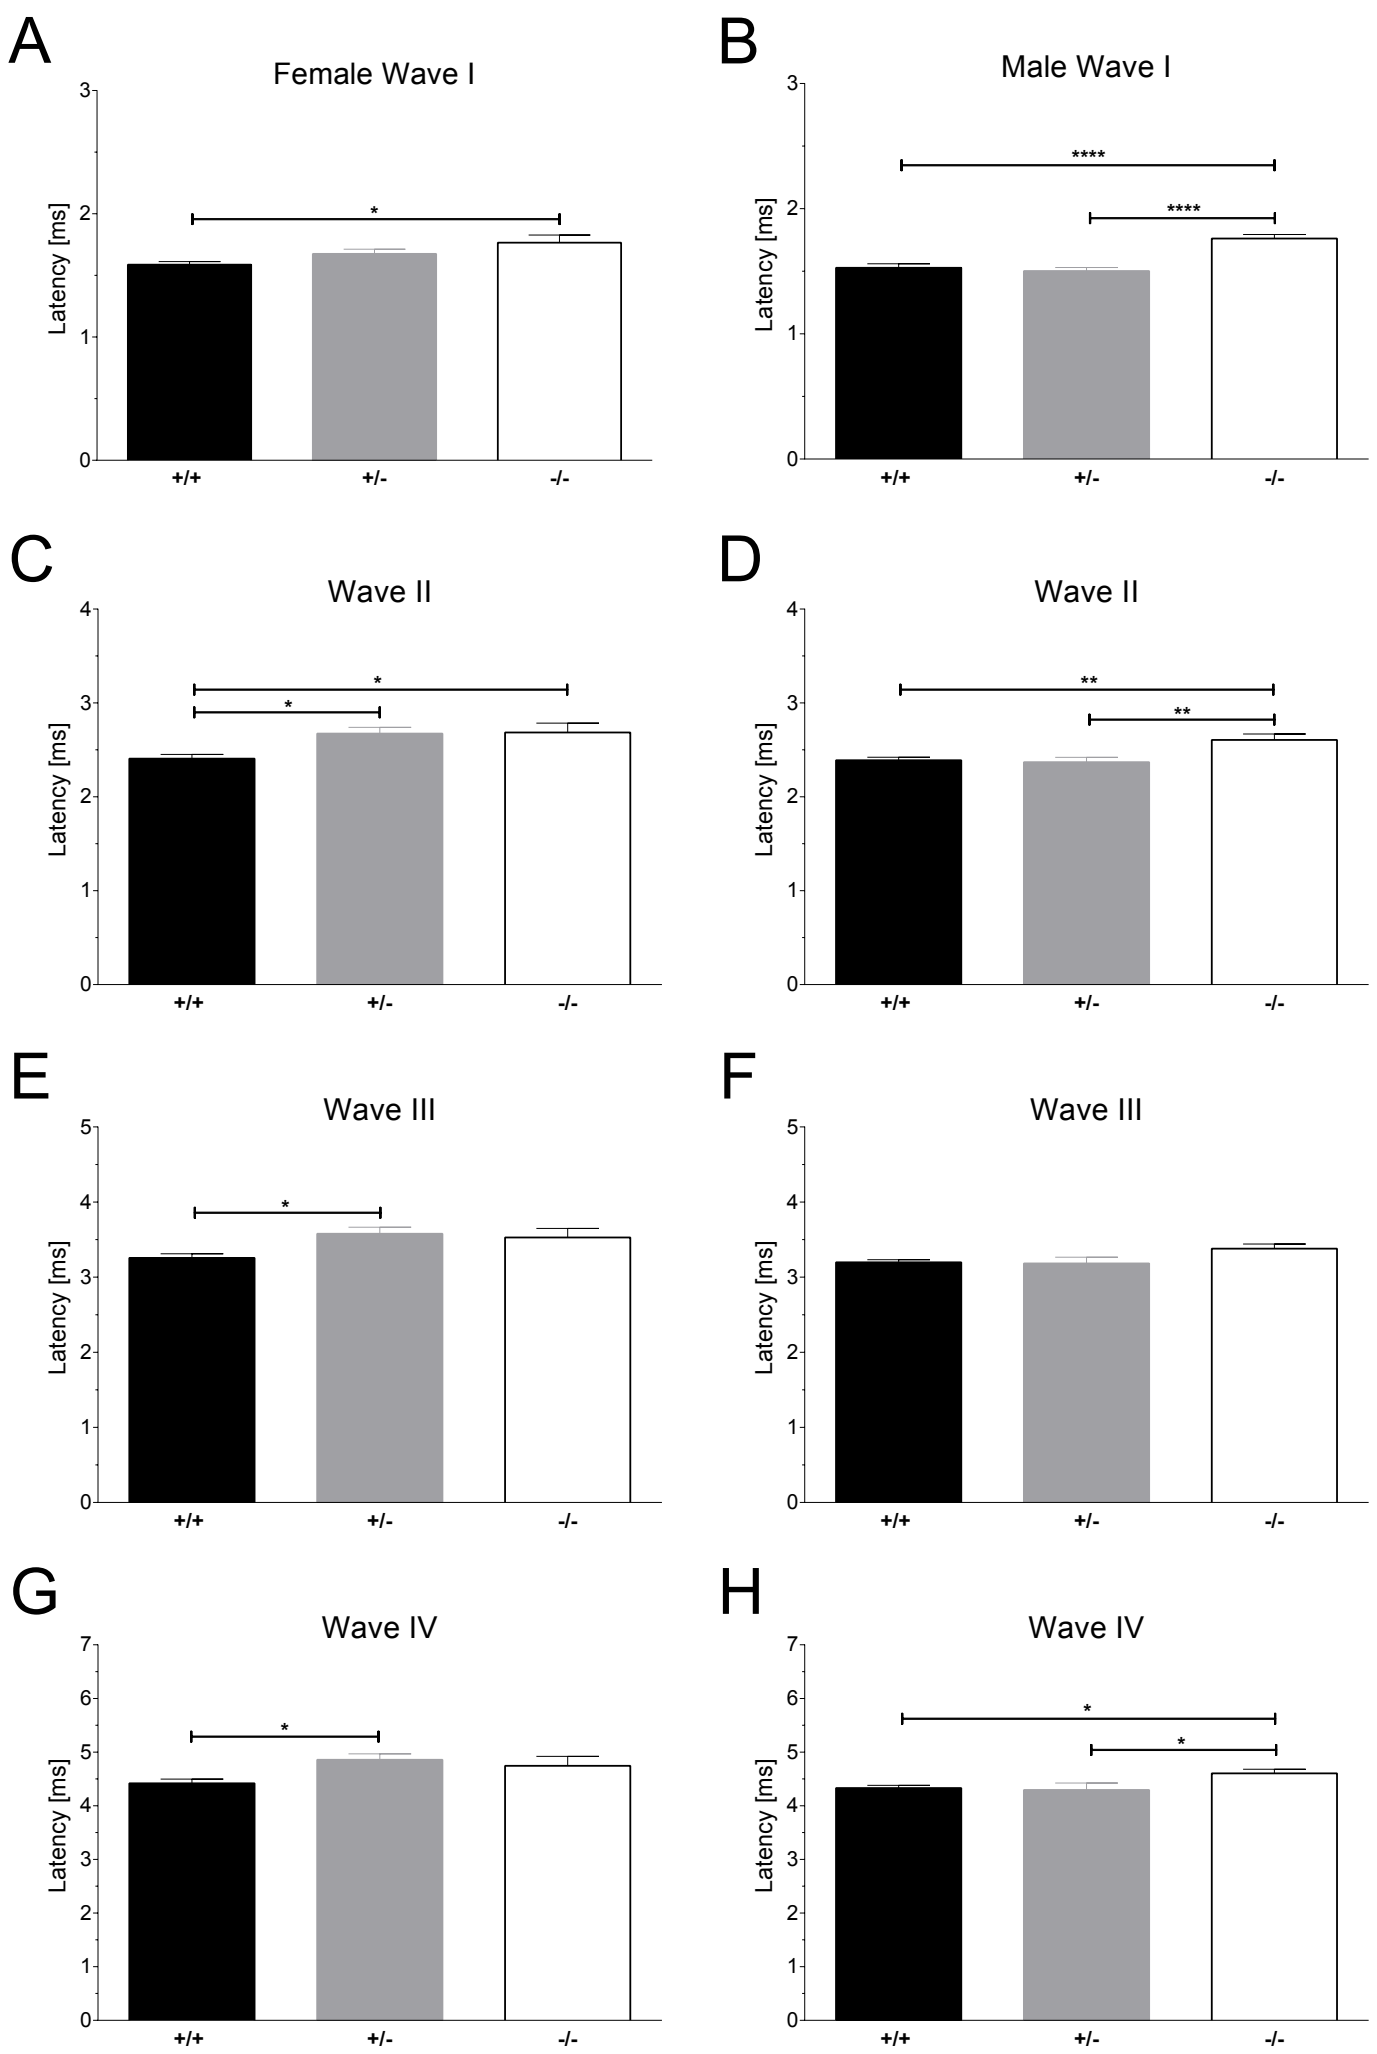 A
Female Wave I
Latency [ms]
3
2
1
0
*
+/+ +/- -/-
B
Male Wave I
Latency [ms]
3
2
1
0
****
****
+/+ +/- -/-
C
Wave II
Latency [ms]
4
3
2
1
0
*
*
+/+ +/- -/-
D
Wave II
Latency [ms]
4
3
2
1
0
**
**
+/+ +/- -/-
E
Wave III
Latency [ms]
5
4
3
2
1
0
*
+/+ +/- -/-
F
Wave III
Latency [ms]
5
4
3
2
1
0
+/+ +/- -/-
G
Wave IV
Latency [ms]
7
6
5
4
3
2
1
0
*
+/+ +/- -/-
H
Wave IV
Latency [ms]
7
6
5
4
3
2
1
0
*
*
+/+ +/- -/-